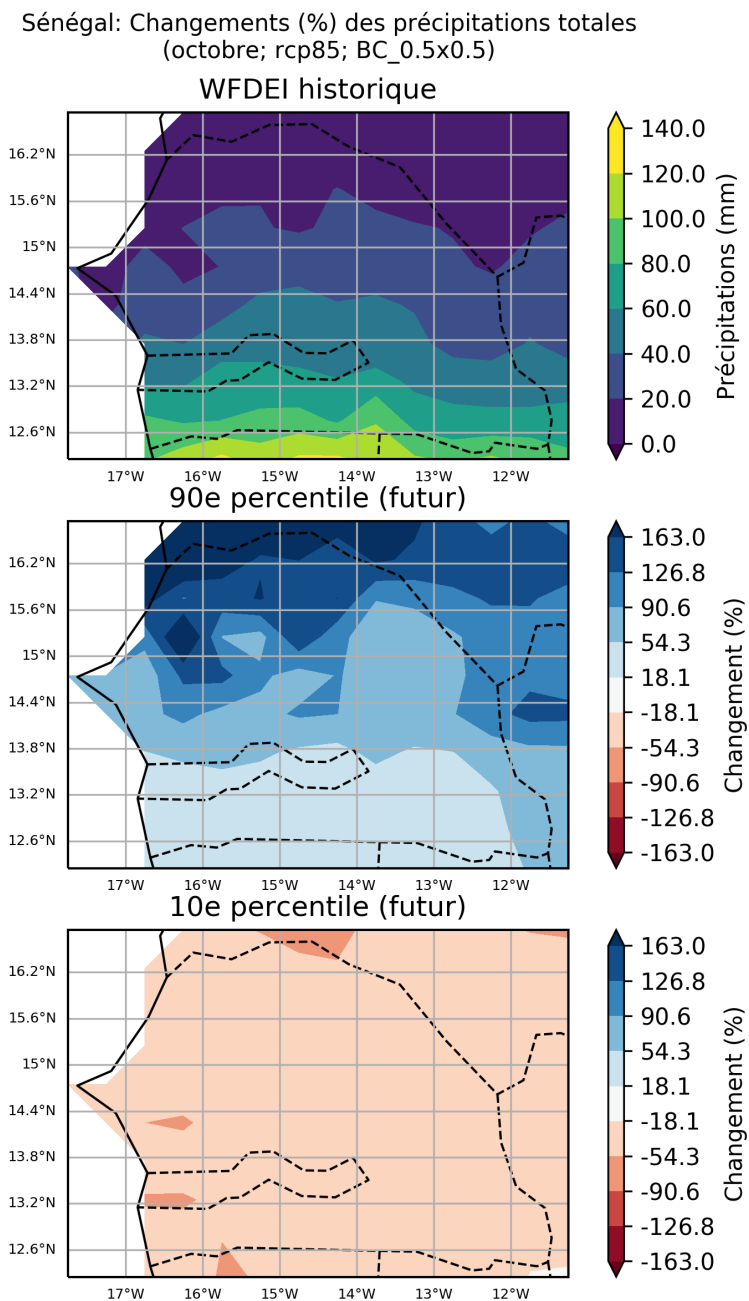 Sénégal: Changements (%) des précipitations totales
(octobre; rcp85; BC_0.5x0.5)
WFDEI historique
16.2°N
15.6°N
15°N
14.4°N
13.8°N
13.2°N
12.6°N
17°W 16°W 15°W 14°W 13°W 12°W
140.0
120.0
100.0
80.0
60.0
40.0
20.0
0.0
Précipitations (mm)
90e percentile (futur)
16.2°N
15.6°N
15°N
14.4°N
13.8°N
13.2°N
12.6°N
17°W 16°W 15°W 14°W 13°W 12°W
163.0
126.8
90.6
54.3
18.1
-18.1
-54.3
-90.6
-126.8
-163.0
Changement (%)
10e percentile (futur)
16.2°N
15.6°N
15°N
14.4°N
13.8°N
13.2°N
12.6°N
17°W 16°W 15°W 14°W 13°W 12°W
163.0
126.8
90.6
54.3
18.1
-18.1
-54.3
-90.6
-126.8
-163.0
Changement (%)